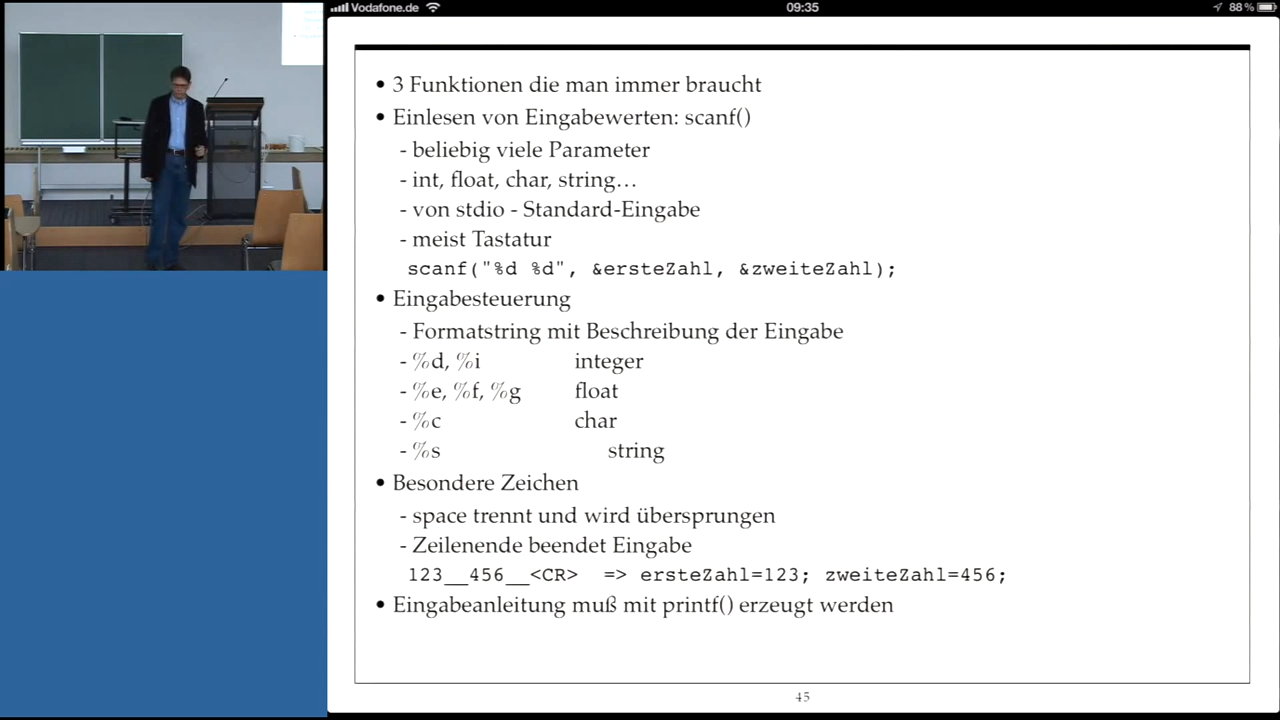 Vodafone.de 09:35 88 %
• 3 Funktionen die man immer braucht
• Einlesen von Eingabewerten: scanf()
- beliebig viele Parameter
- int, float, char, string…
- von stdio - Standard-Eingabe
- meist Tastatur
scanf("%d %d", &ersteZahl, &zweiteZahl);
• Eingabesteuerung
- Formatstring mit Beschreibung der Eingabe
- %d, %i integer
- %e, %f, %g float
- %c char
- %s string
• Besondere Zeichen
- space trennt und wird übersprungen
- Zeilenende beendet Eingabe
123__456__<CR> => ersteZahl=123; zweiteZahl=456;
• Eingabeanleitung muß mit printf() erzeugt werden
45